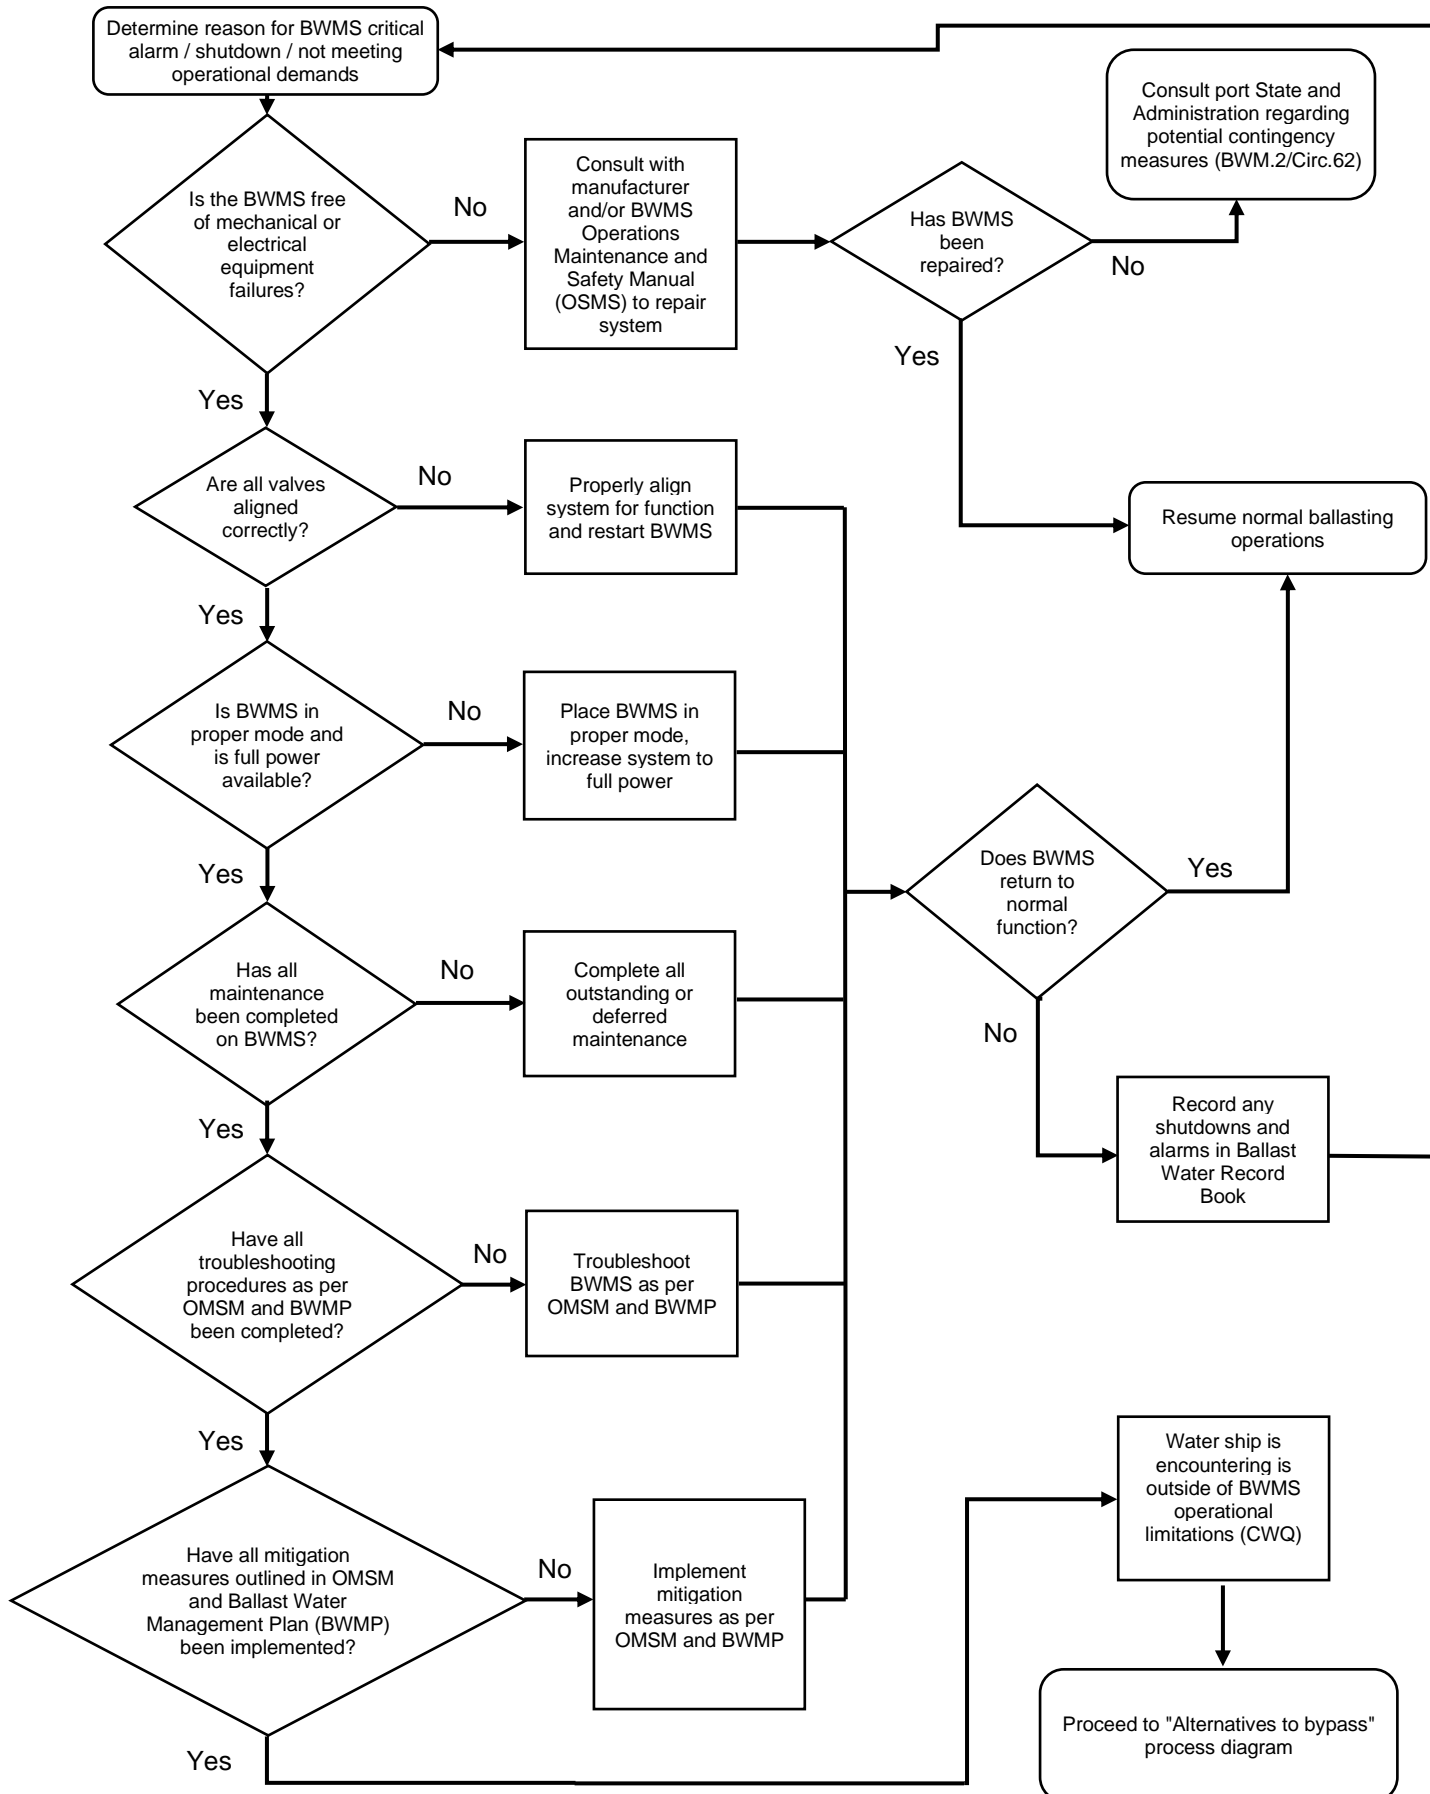 Determine reason for BWMS critical
alarm / shutdown / not meeting
operational demands
Consult port State and
Administration regarding
potential contingency
measures (BWM.2/Circ.62)
Is the BWMS free
of mechanical or
electrical
equipment
failures?
No
Consult with
manufacturer
and/or BWMS
Operations
Maintenance and
Safety Manual
(OSMS) to repair
system
Has BWMS
been
repaired?
No
Yes
Yes
Are all valves
aligned
correctly?
No
Properly align
system for function
and restart BWMS
Resume normal ballasting
operations
Yes
Is BWMS in
proper mode and
is full power
available?
No
Place BWMS in
proper mode,
increase system to
full power
Does BWMS
return to
normal
function?
Yes
No
Yes
Has all
maintenance
been completed
on BWMS?
No
Complete all
outstanding or
deferred
maintenance
Record any
shutdowns and
alarms in Ballast
Water Record
Book
Yes
Have all
troubleshooting
procedures as per
OMSM and BWMP
been completed?
No
Troubleshoot
BWMS as per
OMSM and BWMP
Yes
Have all mitigation
measures outlined in OMSM
and Ballast Water
Management Plan (BWMP)
been implemented?
No
Implement
mitigation
measures as per
OMSM and BWMP
Yes
Water ship is
encountering is
outside of BWMS
operational
limitations (CWQ)
Proceed to "Alternatives to bypass"
process diagram